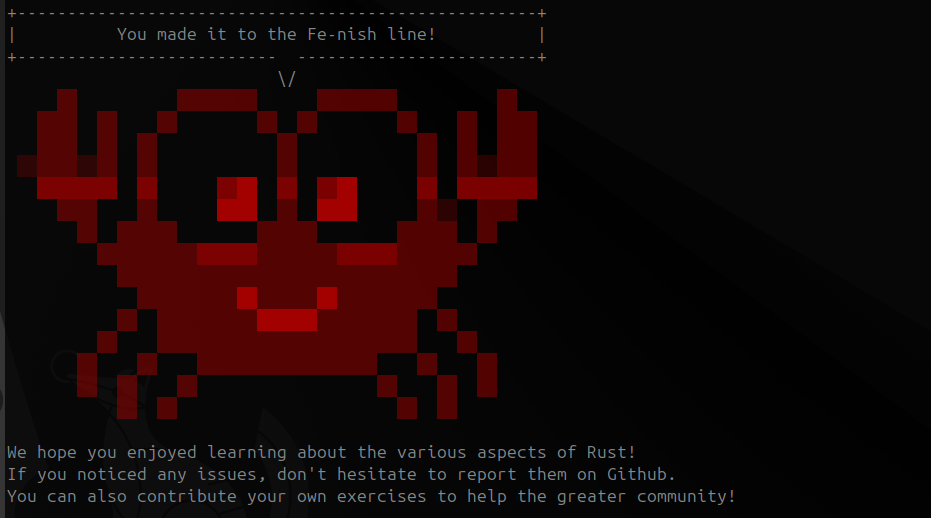 +----------------------------------------------------+
|          You made it to the Fe-nish line!          |
+--------------------------  ------------------------+
\/
We hope you enjoyed learning about the various aspects of Rust!
If you noticed any issues, don't hesitate to report them on Github.
You can also contribute your own exercises to help the greater community!